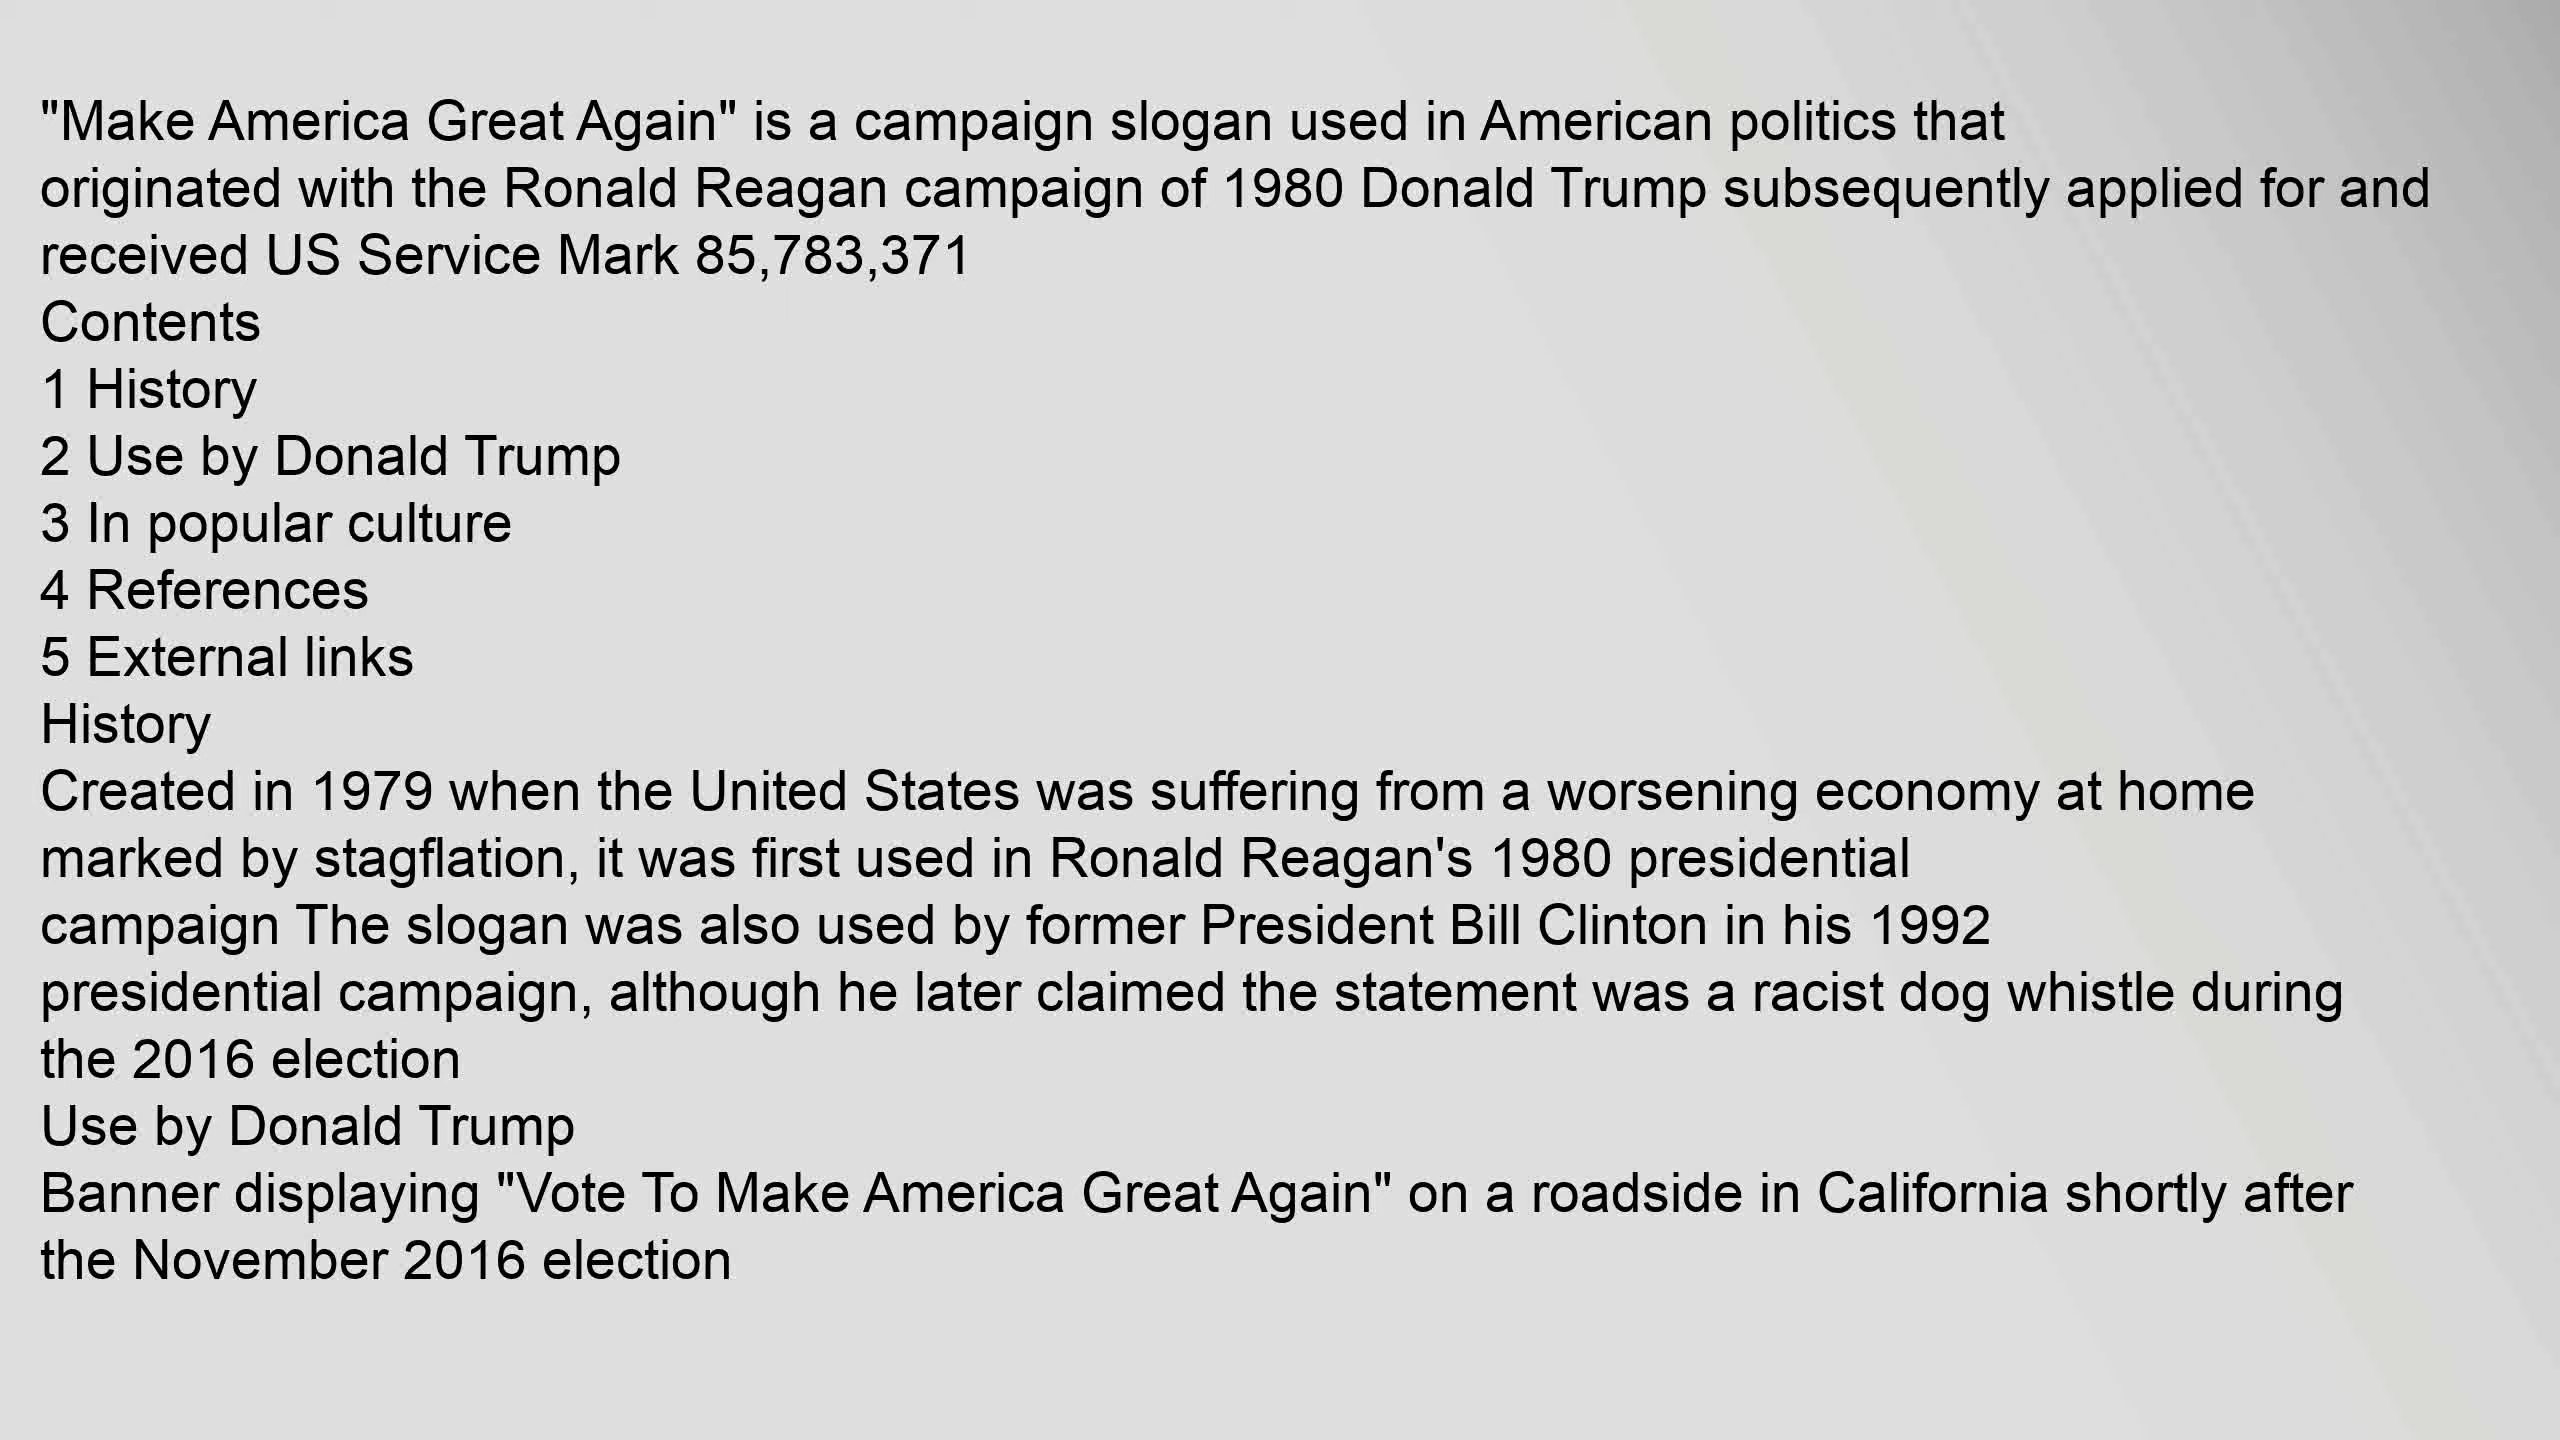 "Make America Great Again" is a campaign slogan used in American politics that
originated with the Ronald Reagan campaign of 1980 Donald Trump subsequently applied for and
received US Service Mark 85,783,371
Contents
1 History
2 Use by Donald Trump
3 In popular culture
4 References
5 External links
History
Created in 1979 when the United States was suffering from a worsening economy at home
marked by stagflation, it was first used in Ronald Reagan's 1980 presidential
campaign The slogan was also used by former President Bill Clinton in his 1992
presidential campaign, although he later claimed the statement was a racist dog whistle during
the 2016 election
Use by Donald Trump
Banner displaying "Vote To Make America Great Again" on a roadside in California shortly after
the November 2016 election